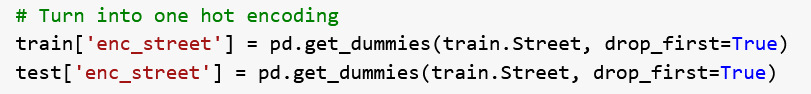 # Turn into one hot encoding
train['enc_street'] = pd.get_dummies(train.Street, drop_first=True)
test['enc_street'] = pd.get_dummies(train.Street, drop_first=True)